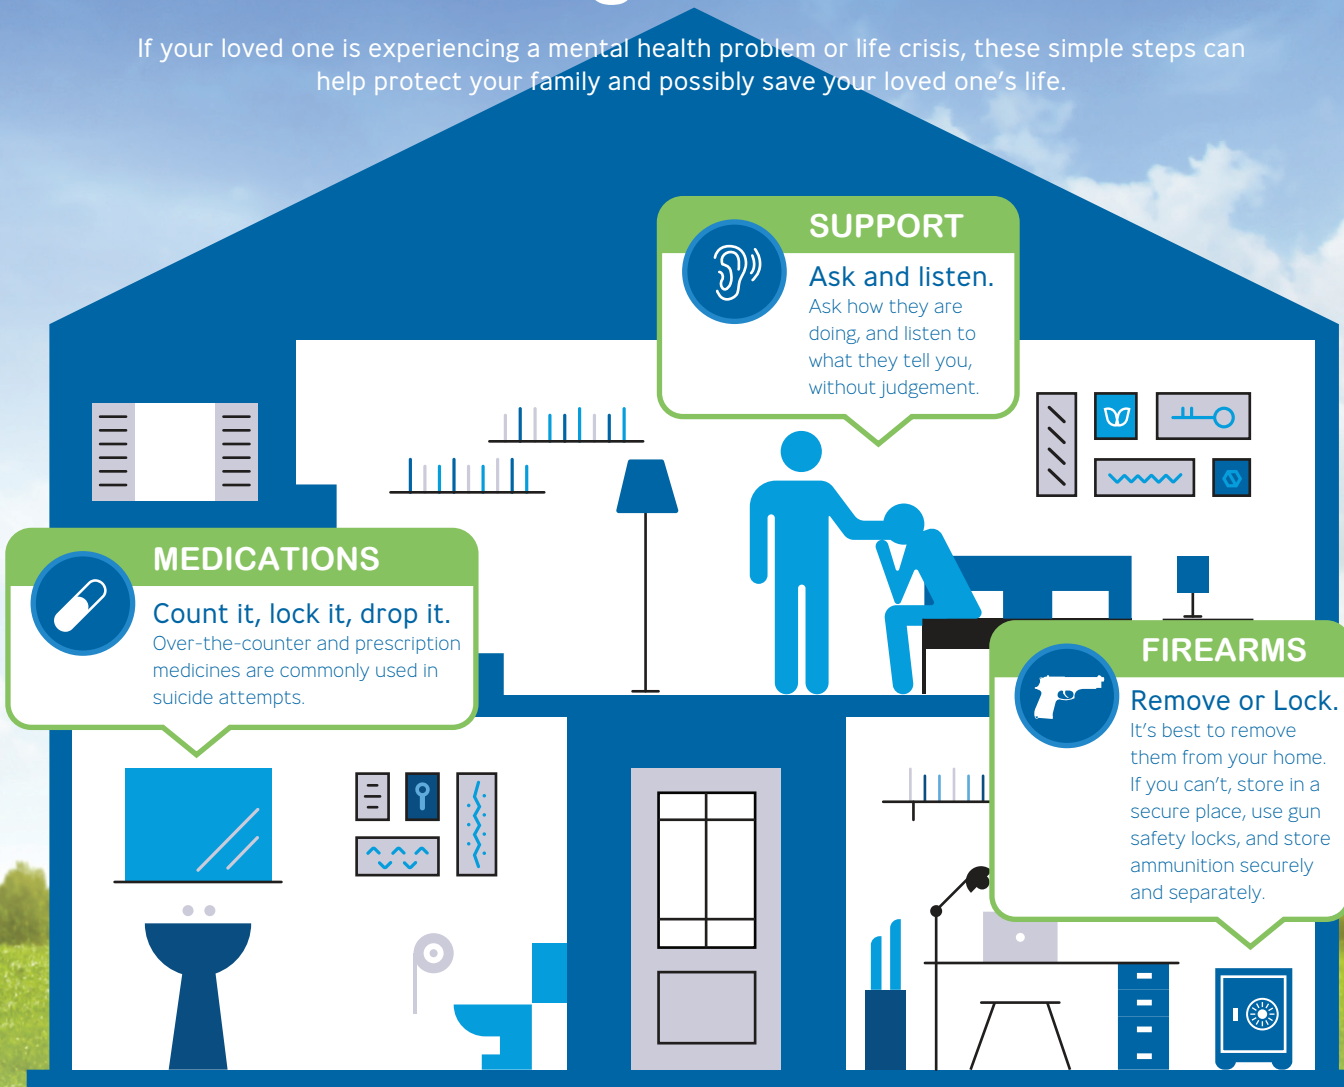 If your loved one is experiencing a mental health problem or life crisis, these simple steps can
help protect your family and possibly save your loved one's life.
SUPPORT
Ask and listen.
Ask how they are
doing, and listen to
what they tell you,
without judgement.
MEDICATIONS
Count it, lock it, drop it.
Over-the-counter and prescription
medicines are commonly used in
suicide attempts.
FIREARMS
Remove or Lock.
It's best to remove
them from your home.
If you can't, store in a
secure place, use gun
safety locks, and store
ammunition securely
and separately.